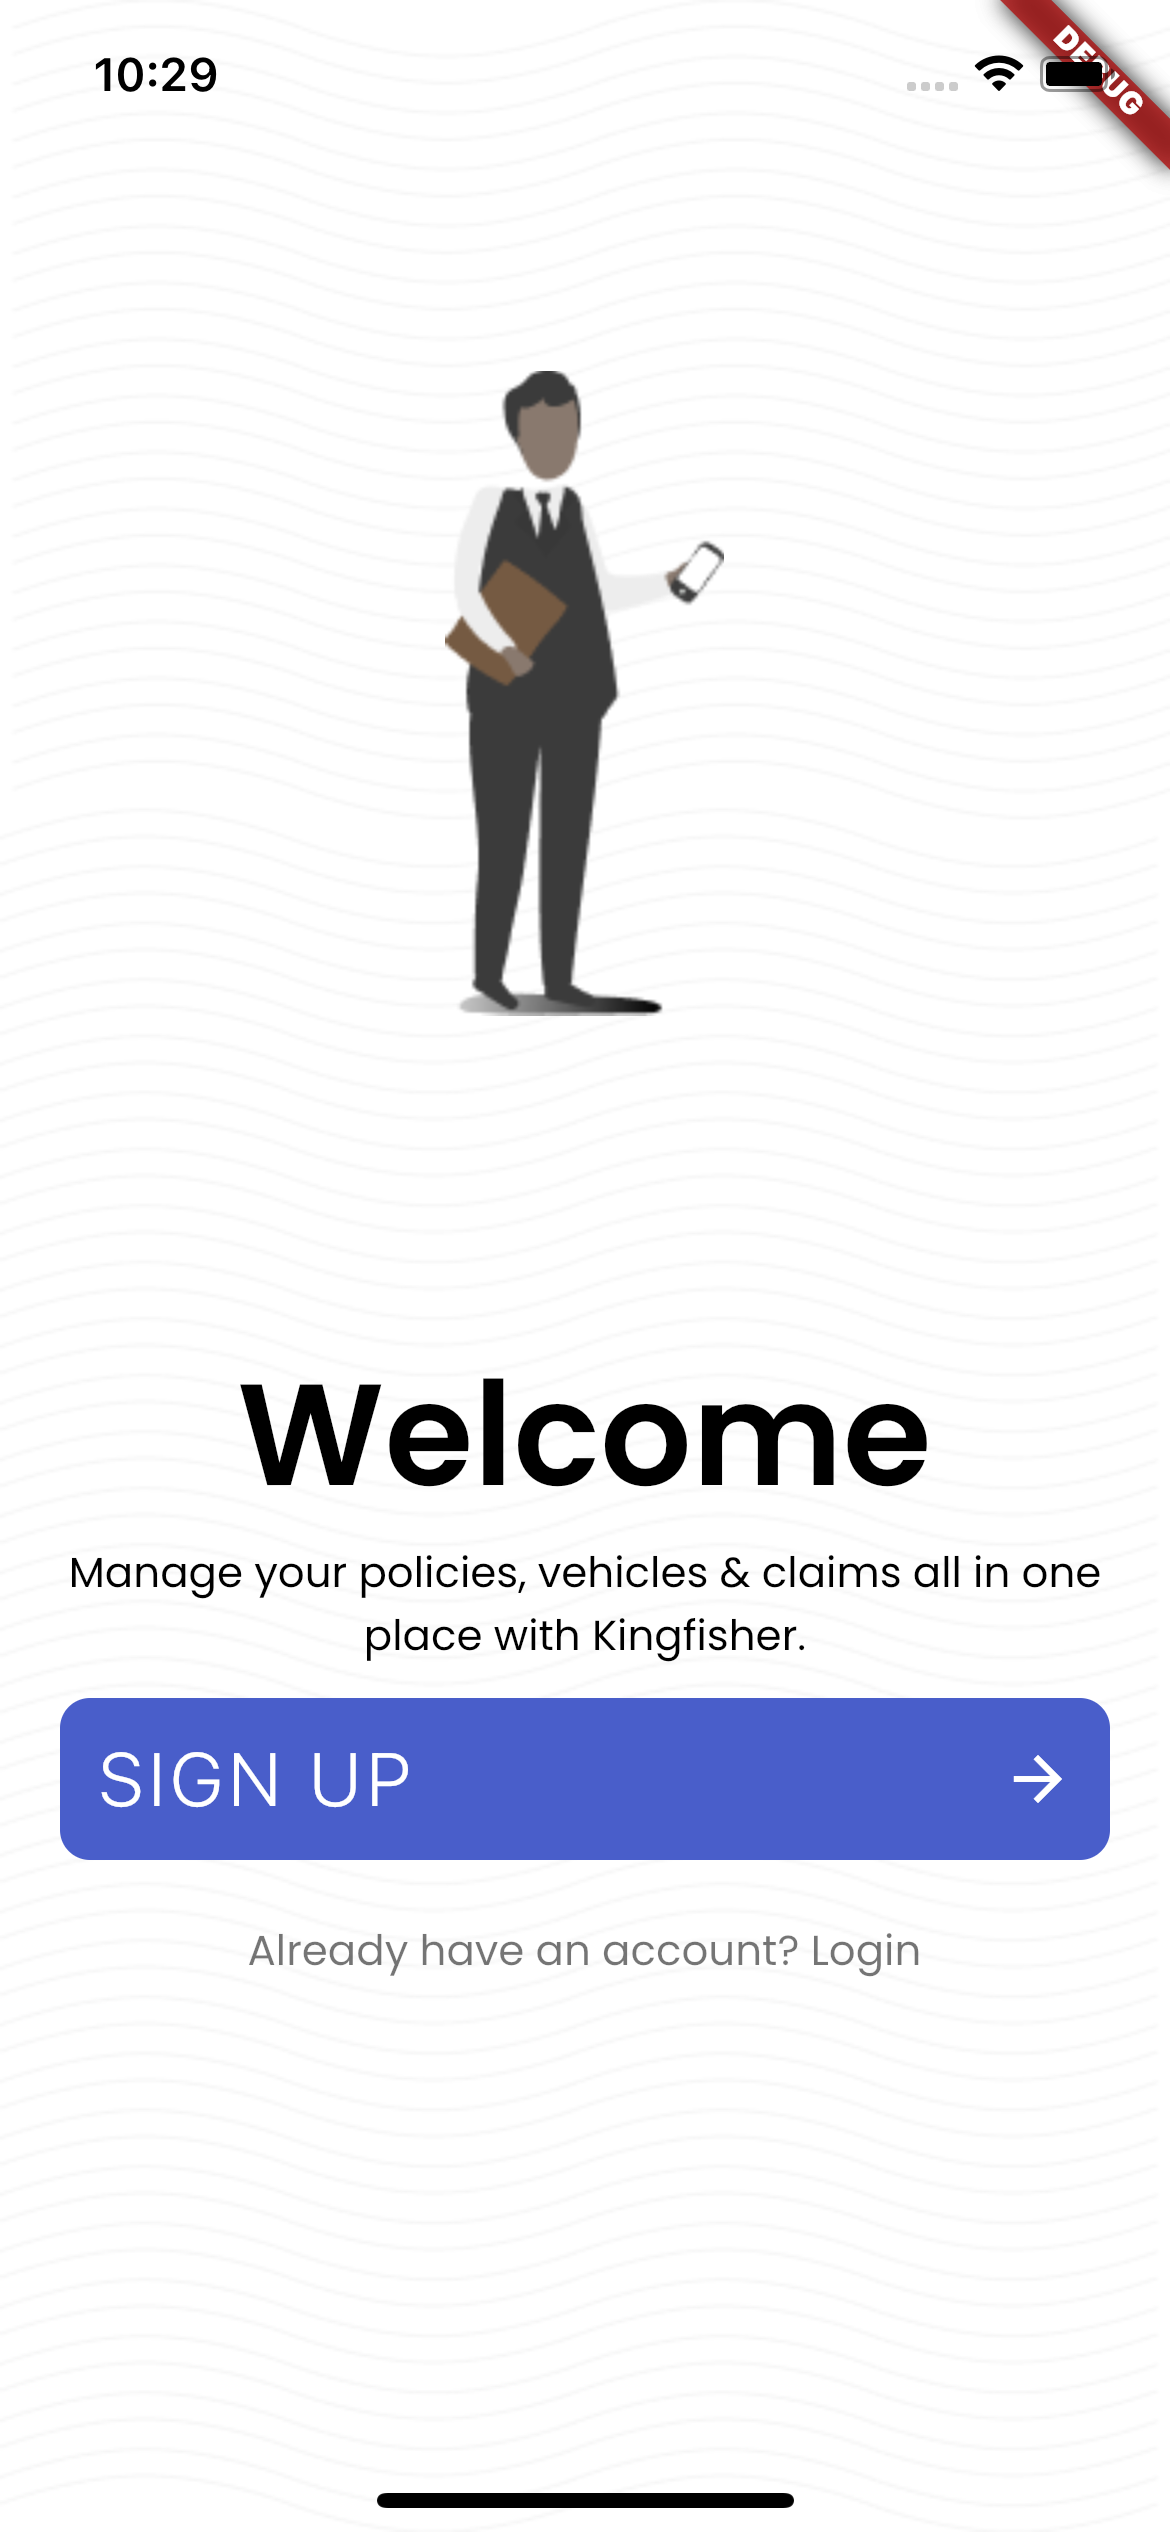 10:29
DEBUG
Welcome
Manage your policies, vehicles & claims all in one
place with Kingfisher.
SIGN UP
Already have an account? Login